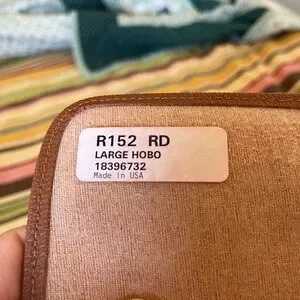 R152 RD
LARGE HOBO
18396732
Made in USA